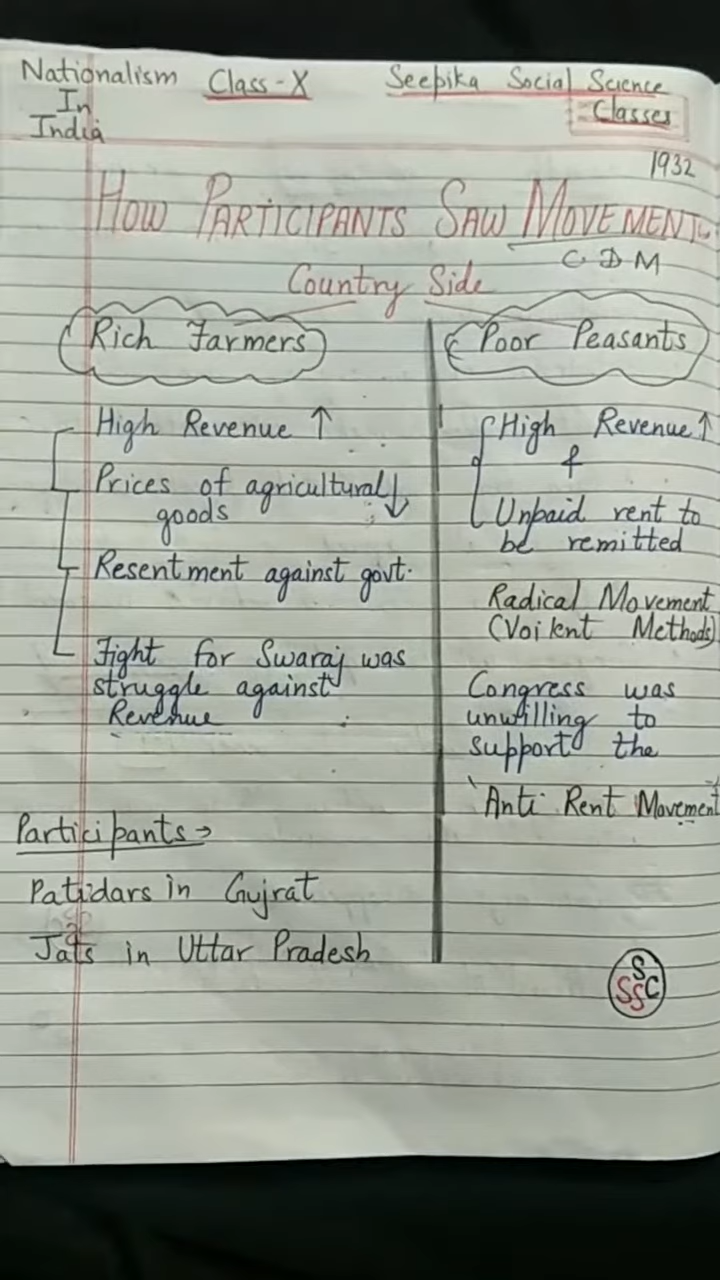 Nationalism Class-X Seepika Social Science
In
India Classes
1932
HOW PARTICIPANTS SAW MOVEMENT
C D M
Country Side
Rich Farmers
High Revenue ↑
Prices of agricultural ↓
goods
Resentment against govt.
Fight for Swaraj was
struggle against
Revenue
Participants →
Patidars in Gujrat
Jats in Uttar Pradesh
Poor Peasants
High Revenue ↑
&
Unpaid rent to
be remitted
Radical Movement
(Voilent Methods)
Congress was
unwilling to
support the
'Anti Rent Movement
S
SSC